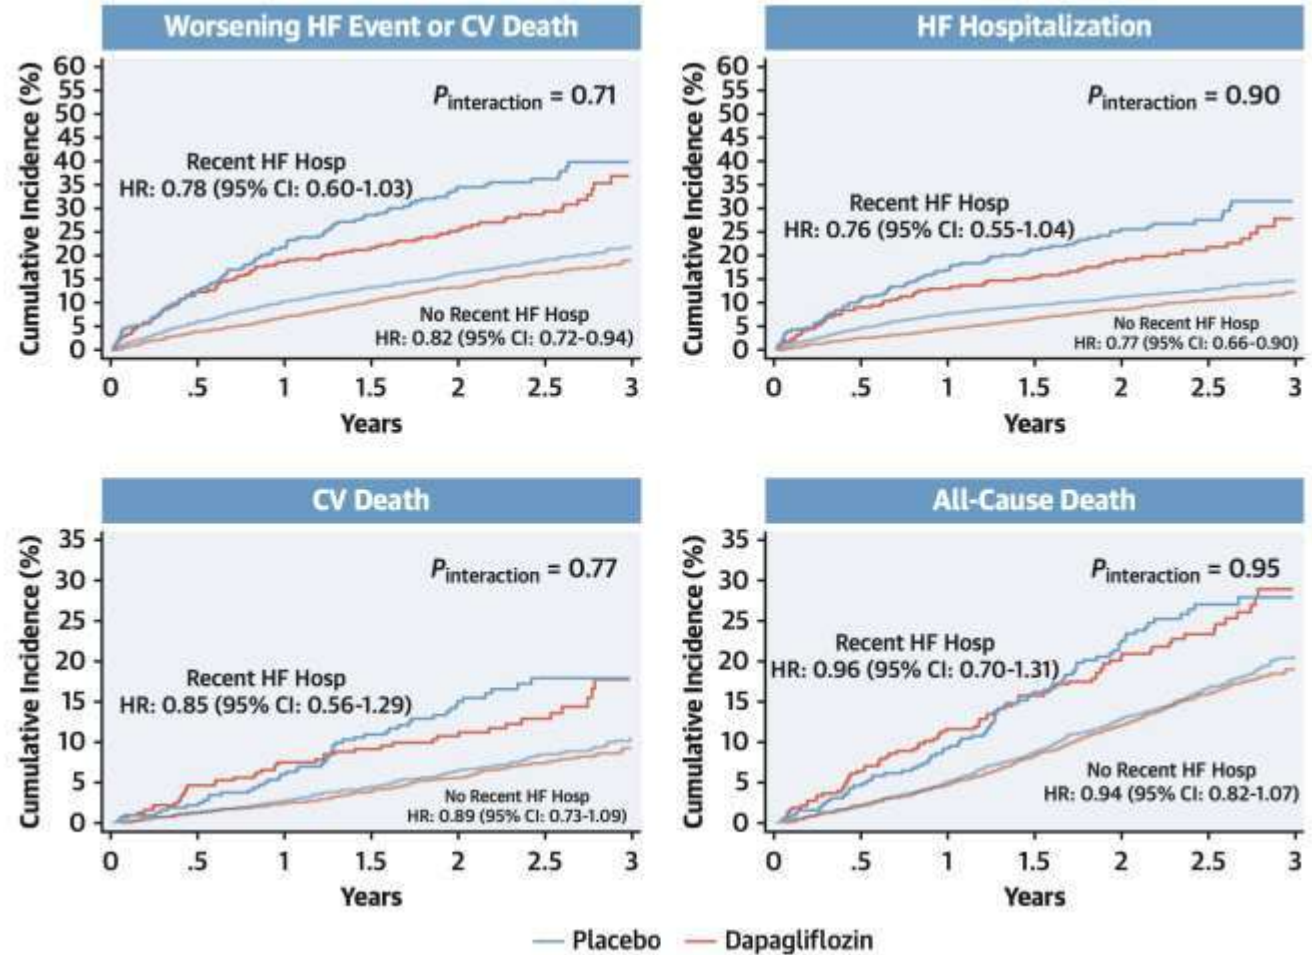 Worsening HF Event or CV Death
Cumulative Incidence (%)
60
55
50
45
40
35
30
25
20
15
10
5
0
Pinteraction = 0.71
Recent HF Hosp
HR: 0.78 (95% CI: 0.60-1.03)
No Recent HF Hosp
HR: 0.82 (95% CI: 0.72-0.94)
0 .5 1 1.5 2 2.5 3
Years
HF Hospitalization
Cumulative Incidence (%)
60
55
50
45
40
35
30
25
20
15
10
5
0
Pinteraction = 0.90
Recent HF Hosp
HR: 0.76 (95% CI: 0.55-1.04)
No Recent HF Hosp
HR: 0.77 (95% CI: 0.66-0.90)
0 .5 1 1.5 2 2.5 3
Years
CV Death
Cumulative Incidence (%)
35
30
25
20
15
10
5
0
Pinteraction = 0.77
Recent HF Hosp
HR: 0.85 (95% CI: 0.56-1.29)
No Recent HF Hosp
HR: 0.89 (95% CI: 0.73-1.09)
0 .5 1 1.5 2 2.5 3
Years
All-Cause Death
Cumulative Incidence (%)
35
30
25
20
15
10
5
0
Pinteraction = 0.95
Recent HF Hosp
HR: 0.96 (95% CI: 0.70-1.31)
No Recent HF Hosp
HR: 0.94 (95% CI: 0.82-1.07)
0 .5 1 1.5 2 2.5 3
Years
Placebo Dapagliflozin